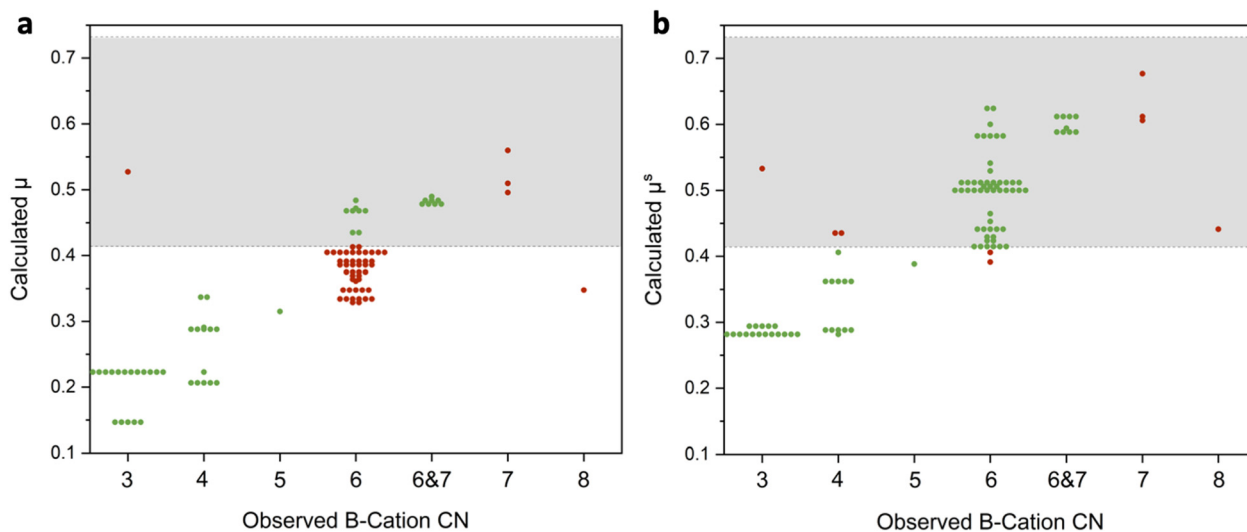 a
0.7
0.6
0.5
0.4
0.3
0.2
0.1
Calculated μ
3 4 5 6 6&7 7 8
Observed B-Cation CN
b
0.7
0.6
0.5
0.4
0.3
0.2
0.1
Calculated μˢ
3 4 5 6 6&7 7 8
Observed B-Cation CN